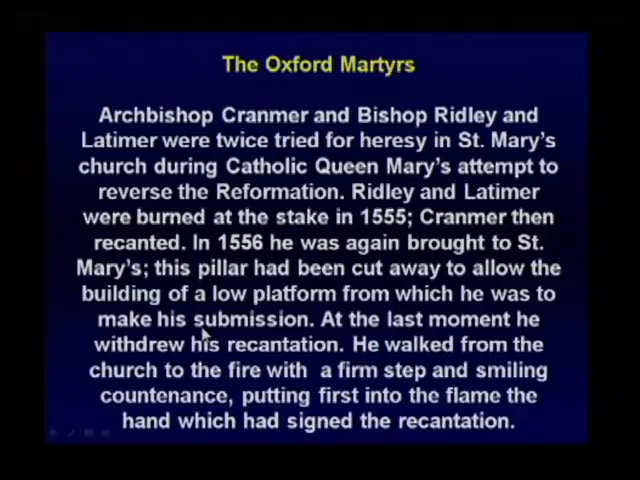 The Oxford Martyrs
Archbishop Cranmer and Bishop Ridley and
Latimer were twice tried for heresy in St. Mary's
church during Catholic Queen Mary's attempt to
reverse the Reformation. Ridley and Latimer
were burned at the stake in 1555; Cranmer then
recanted. In 1556 he was again brought to St.
Mary's; this pillar had been cut away to allow the
building of a low platform from which he was to
make his submission. At the last moment he
withdrew his recantation. He walked from the
church to the fire with a firm step and smiling
countenance, putting first into the flame the
hand which had signed the recantation.